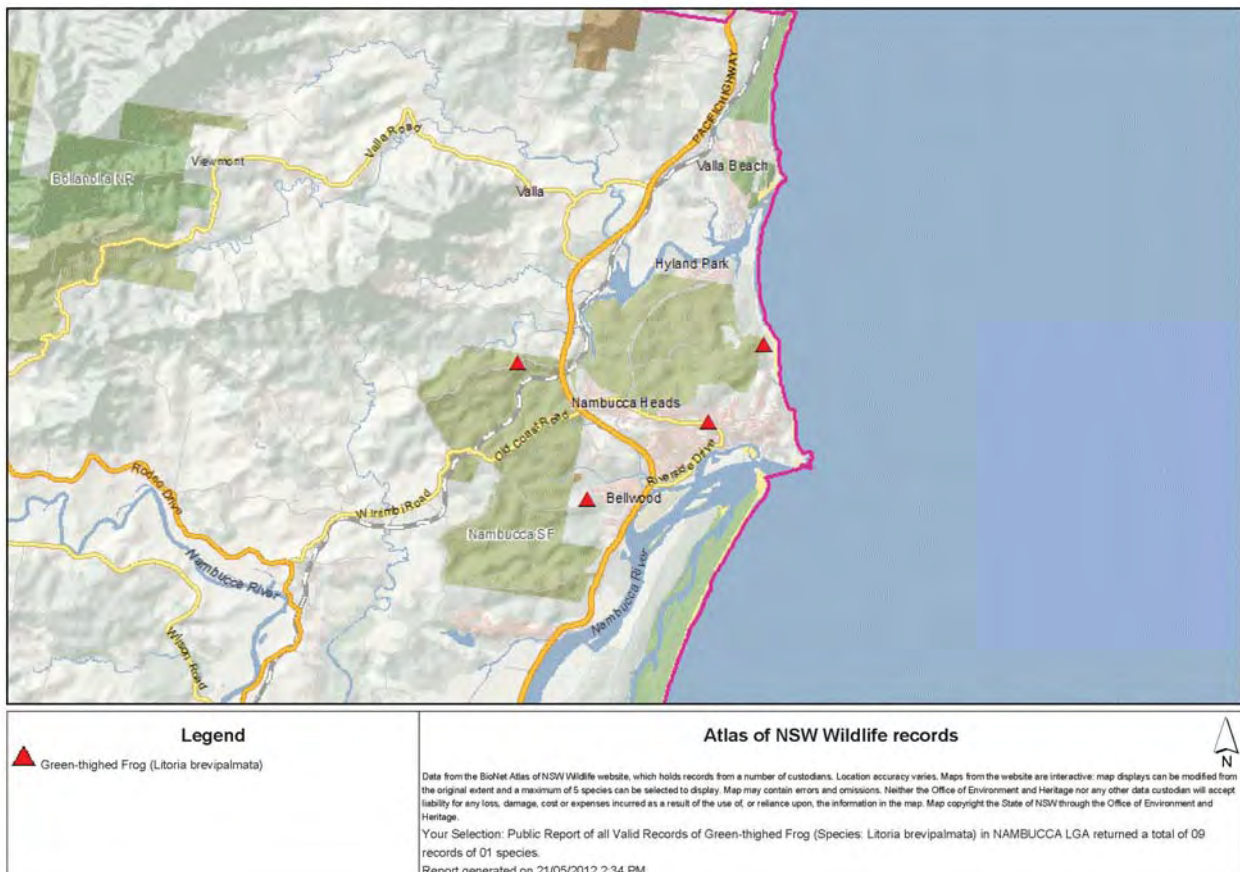 PACIFIC HIGHWAY
Valla Road
Viewmont
Valla Beach
Bollanolla NR
Valla
Hyland Park
Nambucca Heads
Old Coast Road
Riverside Drive
Rodeo Drive
Bellwood
Wirrimbi Road
Nambucca SF
Nambucca River
Nambucca River
Wilson Road
Legend
Green-thighed Frog (Litoria brevipalmata)
Atlas of NSW Wildlife records
N
Data from the BioNet Atlas of NSW Wildlife website, which holds records from a number of custodians. Location accuracy varies. Maps from the website are interactive: map displays can be modified from
the original extent and a maximum of 5 species can be selected to display. Map may contain errors and omissions. Neither the Office of Environment and Heritage nor any other data custodian will accept
liability for any loss, damage, cost or expenses incurred as a result of the use of, or reliance upon, the information in the map. Map copyright the State of NSW through the Office of Environment and
Heritage.
Your Selection: Public Report of all Valid Records of Green-thighed Frog (Species: Litoria brevipalmata) in NAMBUCCA LGA returned a total of 09
records of 01 species.
Report generated on 21/05/2012 2:34 PM